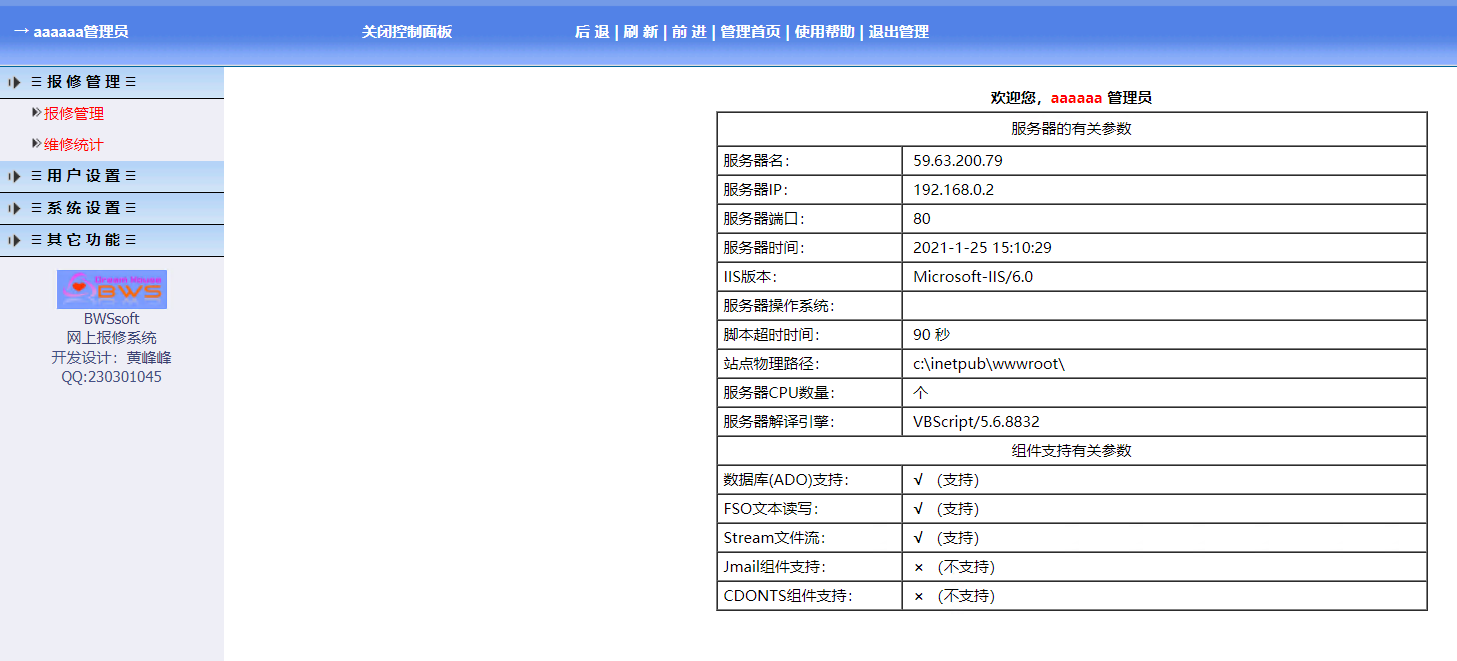 → aaaaaa管理员 关闭控制面板 后 退 | 刷 新 | 前 进 | 管理首页 | 使用帮助 | 退出管理
三 报 修 管 理 三
报修管理
维修统计
三 用 户 设 置 三
三 系 统 设 置 三
三 其 它 功 能 三
Dream House
BWS
BWSsoft
网上报修系统
开发设计：黄峰峰
QQ:230301045
欢迎您，aaaaaa 管理员
服务器的有关参数
服务器名： 59.63.200.79
服务器IP： 192.168.0.2
服务器端口： 80
服务器时间： 2021-1-25 15:10:29
IIS版本： Microsoft-IIS/6.0
服务器操作系统：
脚本超时时间： 90 秒
站点物理路径： c:\inetpub\wwwroot\
服务器CPU数量： 个
服务器解译引擎： VBScript/5.6.8832
组件支持有关参数
数据库(ADO)支持： √ (支持)
FSO文本读写： √ (支持)
Stream文件流： √ (支持)
Jmail组件支持： × (不支持)
CDONTS组件支持： × (不支持)